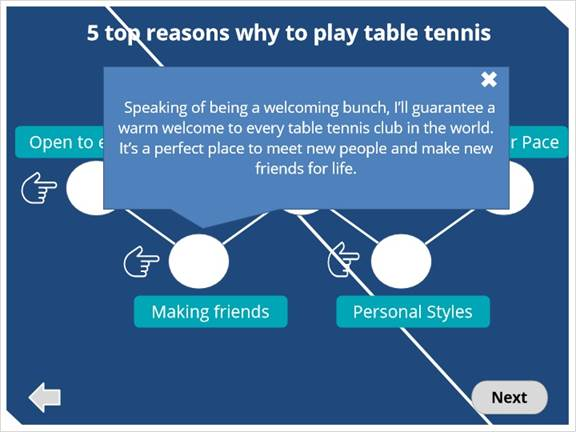 5 top reasons why to play table tennis
Speaking of being a welcoming bunch, I'll guarantee a
warm welcome to every table tennis club in the world.
It's a perfect place to meet new people and make new
friends for life.
Open to
Pace
Making friends
Personal Styles
Next